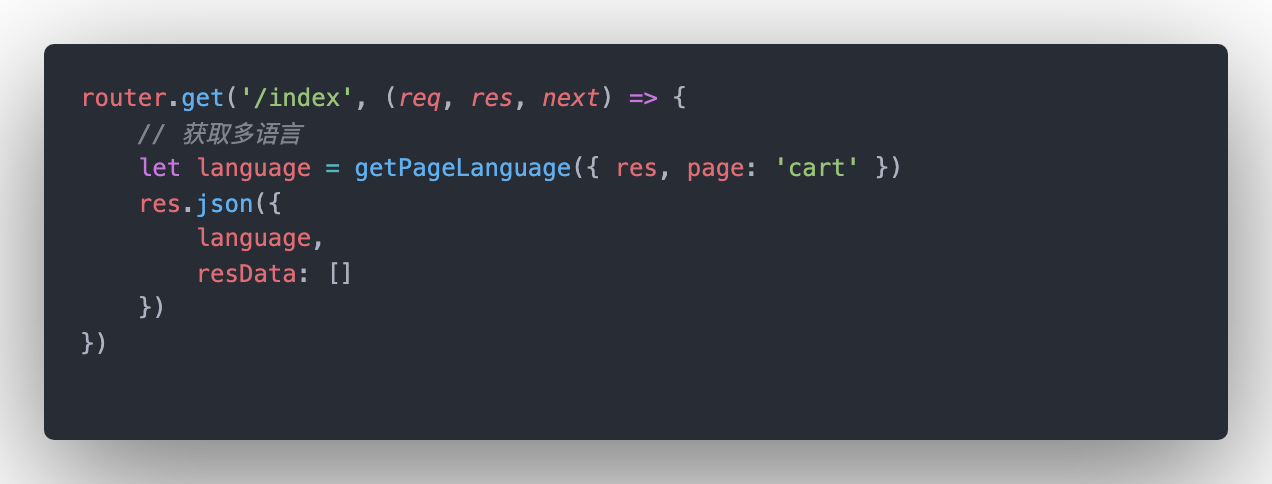 router.get('/index', (req, res, next) => {
    // 获取多语言
    let language = getPageLanguage({ res, page: 'cart' })
    res.json({
        language,
        resData: []
    })
})